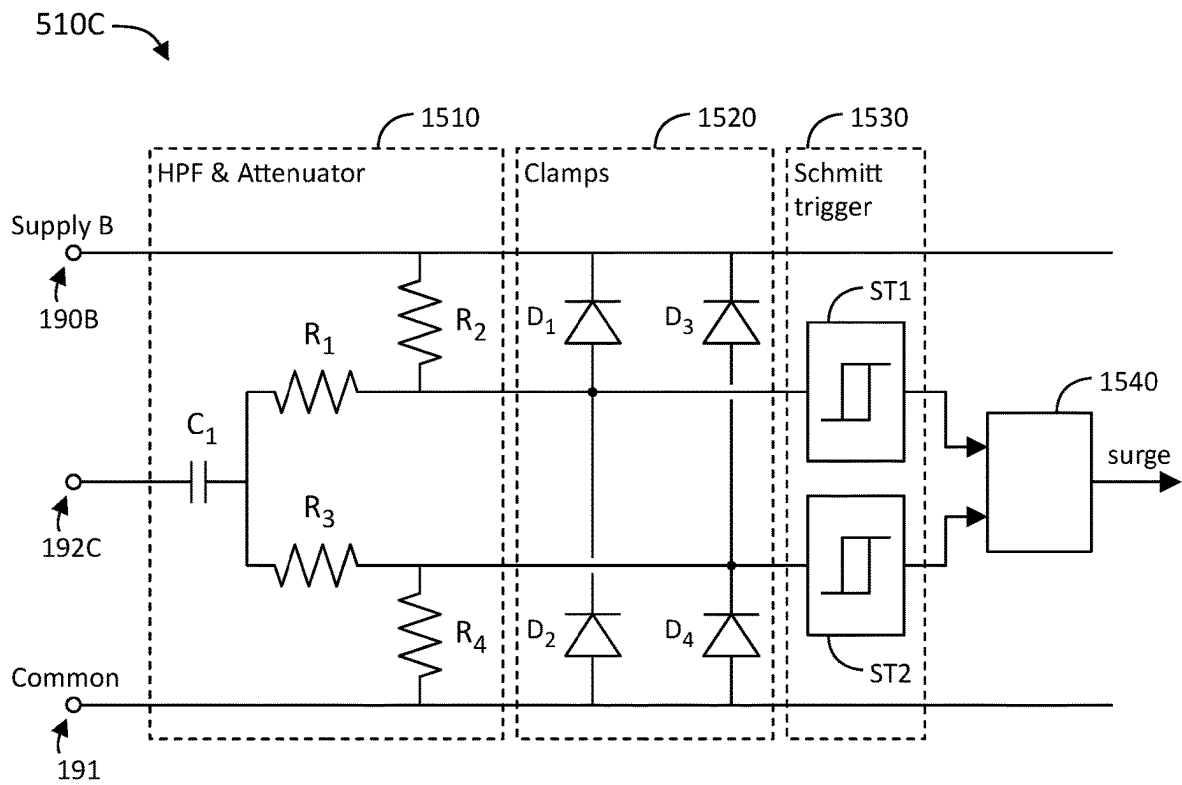 510C
1510
1520
1530
HPF & Attenuator
Clamps
Schmitt
trigger
Supply B
190B
R2
D1
D3
ST1
R1
1540
C1
surge
192C
R3
R4
D2
D4
ST2
Common
191